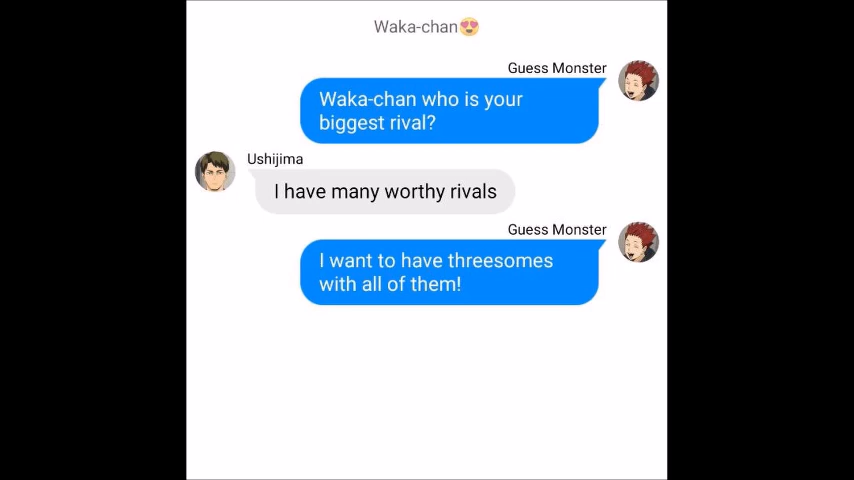 Waka-chan😍
Guess Monster
Waka-chan who is your
biggest rival?
Ushijima
I have many worthy rivals
Guess Monster
I want to have threesomes
with all of them!